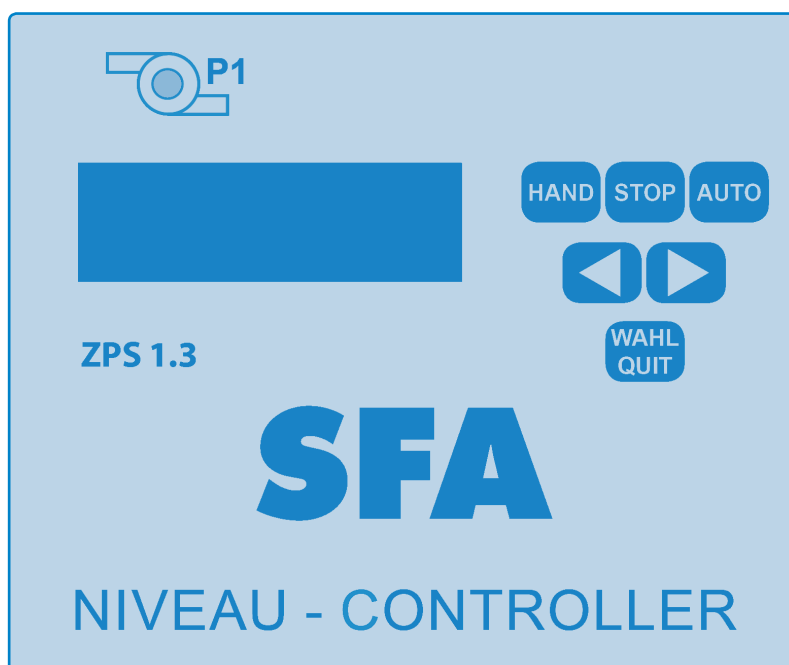 P1
HAND STOP AUTO
ZPS 1.3
WAHL
QUIT
SFA
NIVEAU - CONTROLLER